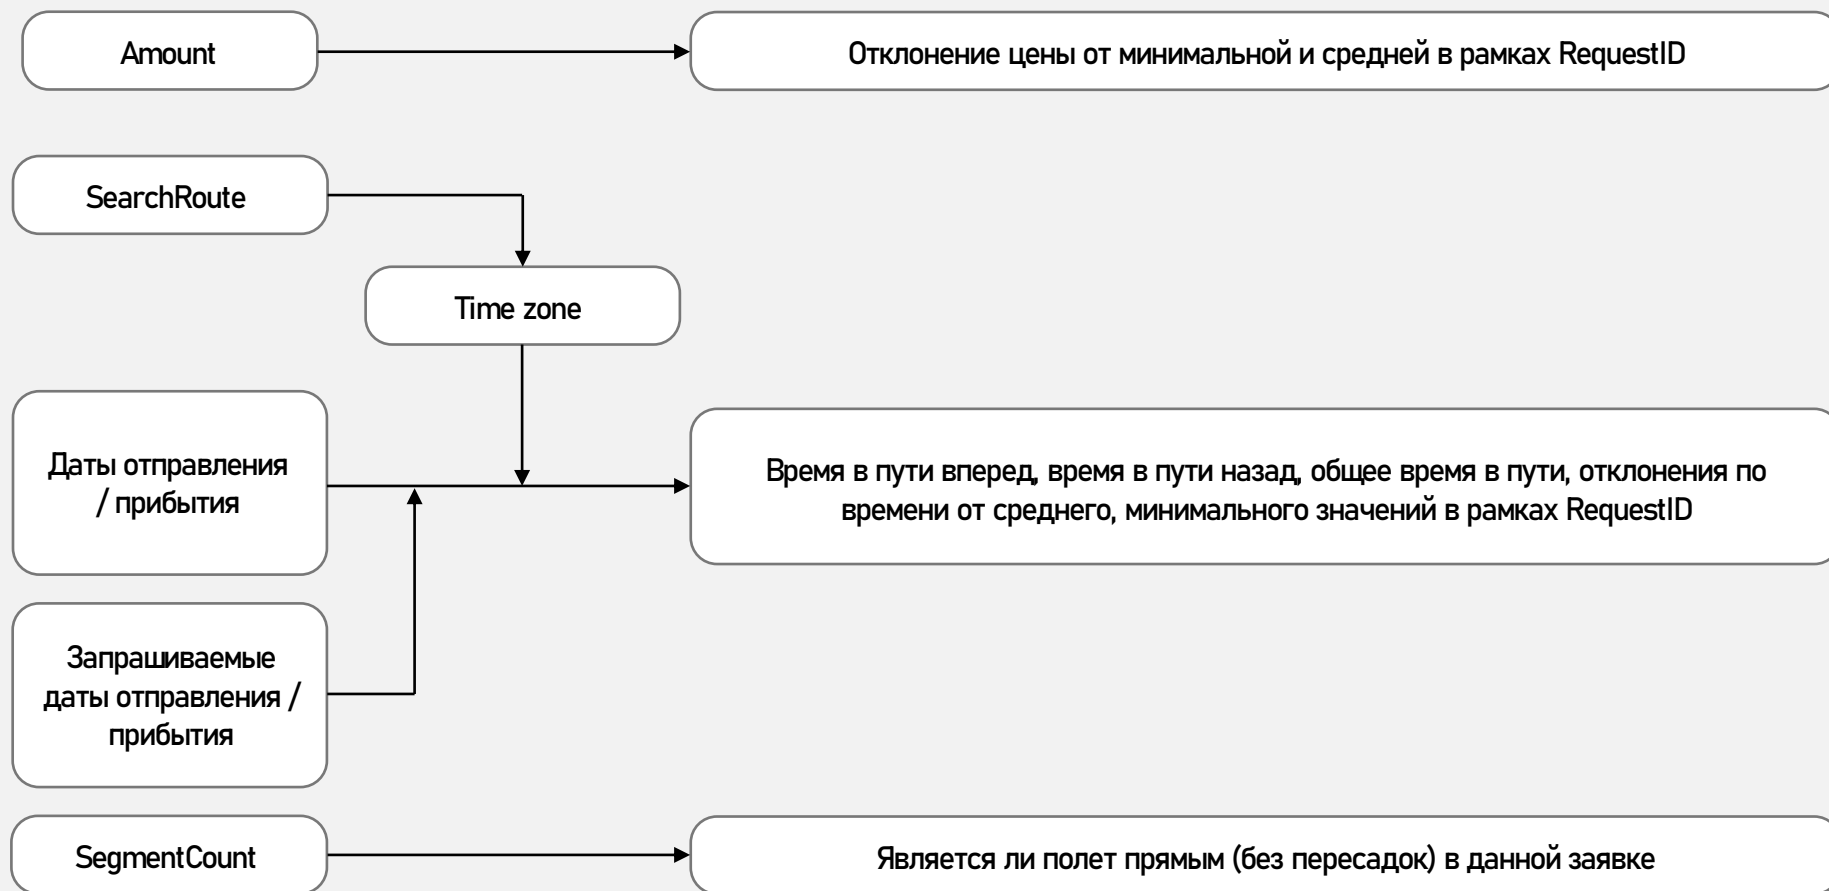 Amount
Отклонение цены от минимальной и средней в рамках RequestID
SearchRoute
Time zone
Даты отправления
/ прибытия
Время в пути вперед, время в пути назад, общее время в пути, отклонения по
времени от среднего, минимального значений в рамках RequestID
Запрашиваемые
даты отправления /
прибытия
SegmentCount
Является ли полет прямым (без пересадок) в данной заявке